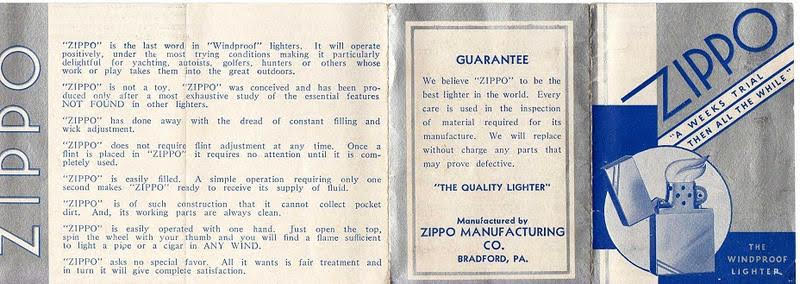 ZIPPO
"ZIPPO" is the last word in "Windproof" lighters. It will operate
positively, under the most trying conditions making it particularly
delightful for yachting, autoists, golfers, hunters or others whose
work or play takes them into the great outdoors.
"ZIPPO" is not a toy. "ZIPPO" was conceived and has been pro-
duced only after a most exhaustive study of the essential features
NOT FOUND in other lighters.
"ZIPPO" has done away with the dread of constant filling and
wick adjustment.
"ZIPPO" does not require flint adjustment at any time. Once a
flint is placed in "ZIPPO" it requires no attention until it is com-
pletely used.
"ZIPPO" is easily filled. A simple operation requiring only one
second makes "ZIPPO" ready to receive its supply of fluid.
"ZIPPO" is of such construction that it cannot collect pocket
dirt. And, its working parts are always clean.
"ZIPPO" is easily operated with one hand. Just open the top,
spin the wheel with your thumb and you will find a flame sufficient
to light a pipe or a cigar in ANY WIND.
"ZIPPO" asks no special favor. All it wants is fair treatment and
in turn it will give complete satisfaction.
GUARANTEE
We believe "ZIPPO" to be the
best lighter in the world. Every
care is used in the inspection
of material required for its
manufacture. We will replace
without charge any parts that
may prove defective.
"THE QUALITY LIGHTER"
Manufactured by
ZIPPO MANUFACTURING
CO.
BRADFORD, PA.
ZIPPO
"A WEEKS TRIAL
THEN ALL THE WHILE"
THE
WINDPROOF
LIGHTER